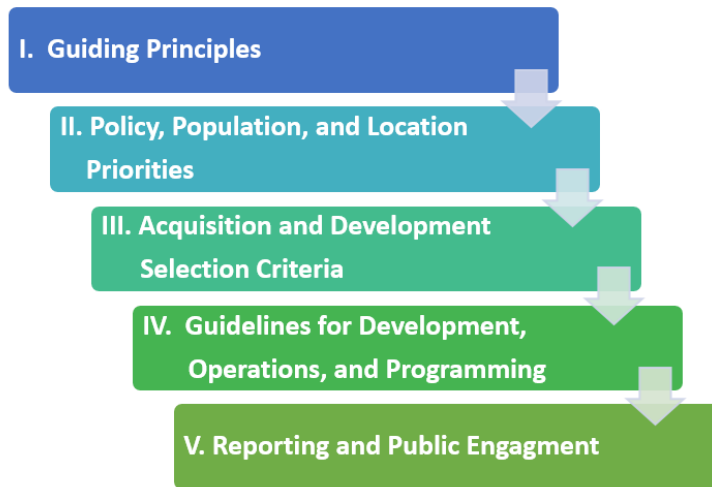 I. Guiding Principles
II. Policy, Population, and Location
Priorities
III. Acquisition and Development
Selection Criteria
IV. Guidelines for Development,
Operations, and Programming
V. Reporting and Public Engagment